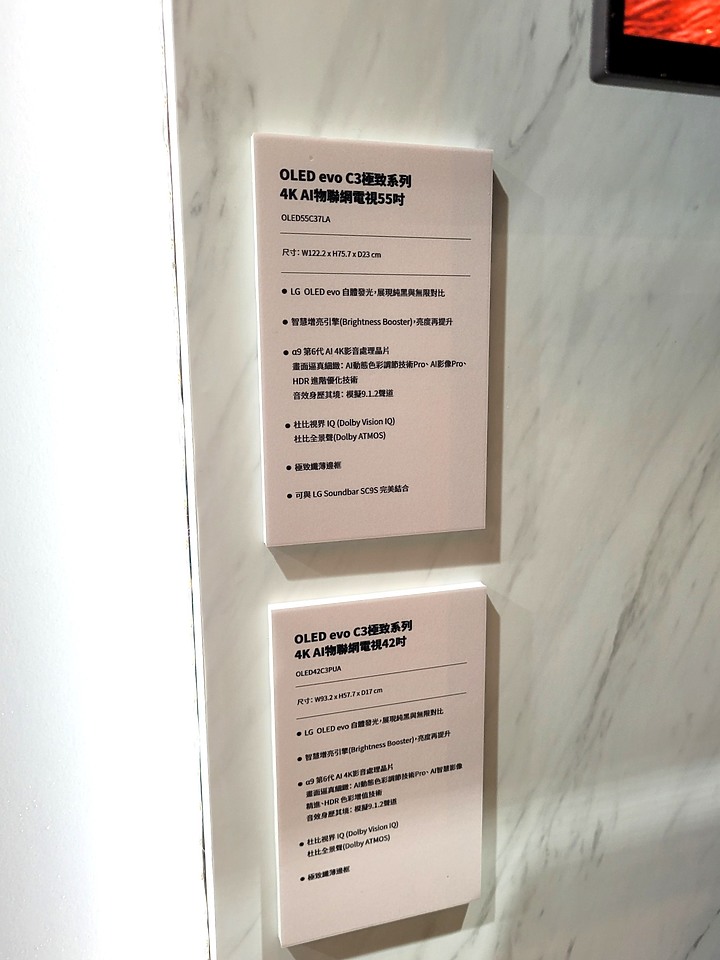 OLED evo C3極致系列
4K AI物聯網電視55吋
OLED55C37LA
尺寸：W122.2 x H75.7 x D23 cm
● LG OLED evo 自體發光，展現純黑與無限對比
● 智慧增亮引擎(Brightness Booster)，亮度再提升
● α9 第6代 AI 4K影音處理晶片
畫面逼真細緻：AI動態色彩調節技術Pro、AI影像Pro、
HDR 進階優化技術
音效身歷其境：模擬9.1.2聲道
● 杜比視界 IQ (Dolby Vision IQ)
杜比全景聲(Dolby ATMOS)
● 極致纖薄邊框
● 可與 LG Soundbar SC9S 完美結合
OLED evo C3極致系列
4K AI物聯網電視42吋
OLED42C3PUA
尺寸：W93.2 x H57.7 x D17 cm
● LG OLED evo 自體發光，展現純黑與無限對比
● 智慧增亮引擎(Brightness Booster)，亮度再提升
● α9 第6代 AI 4K影音處理晶片
畫面逼真細緻：AI動態色彩調節技術Pro、AI智慧影像
精進、HDR 色彩增值技術
音效身歷其境：模擬9.1.2聲道
● 杜比視界 IQ (Dolby Vision IQ)
杜比全景聲(Dolby ATMOS)
● 極致纖薄邊框